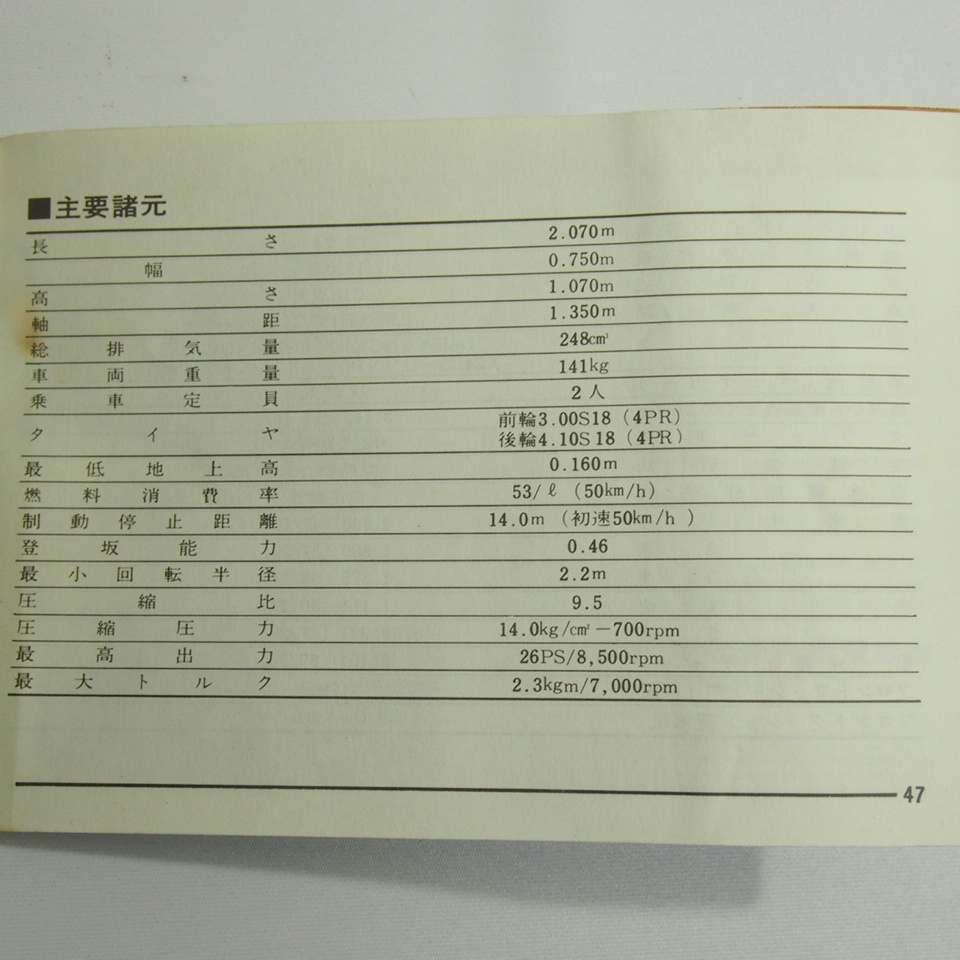 ■主要諸元
長さ 2.070m
幅 0.750m
高さ 1.070m
軸距 1.350m
総排気量 248cm³
車両重量 141kg
乗車定員 2人
タイヤ 前輪3.00S18（4PR）
後輪4.10S18（4PR）
最低地上高 0.160m
燃料消費率 53/ℓ（50km/h）
制動停止距離 14.0m（初速50km/h ）
登坂能力 0.46
最小回転半径 2.2m
圧縮比 9.5
圧縮圧力 14.0kg/cm²－700rpm
最高出力 26PS/8,500rpm
最大トルク 2.3kgm/7,000rpm
47